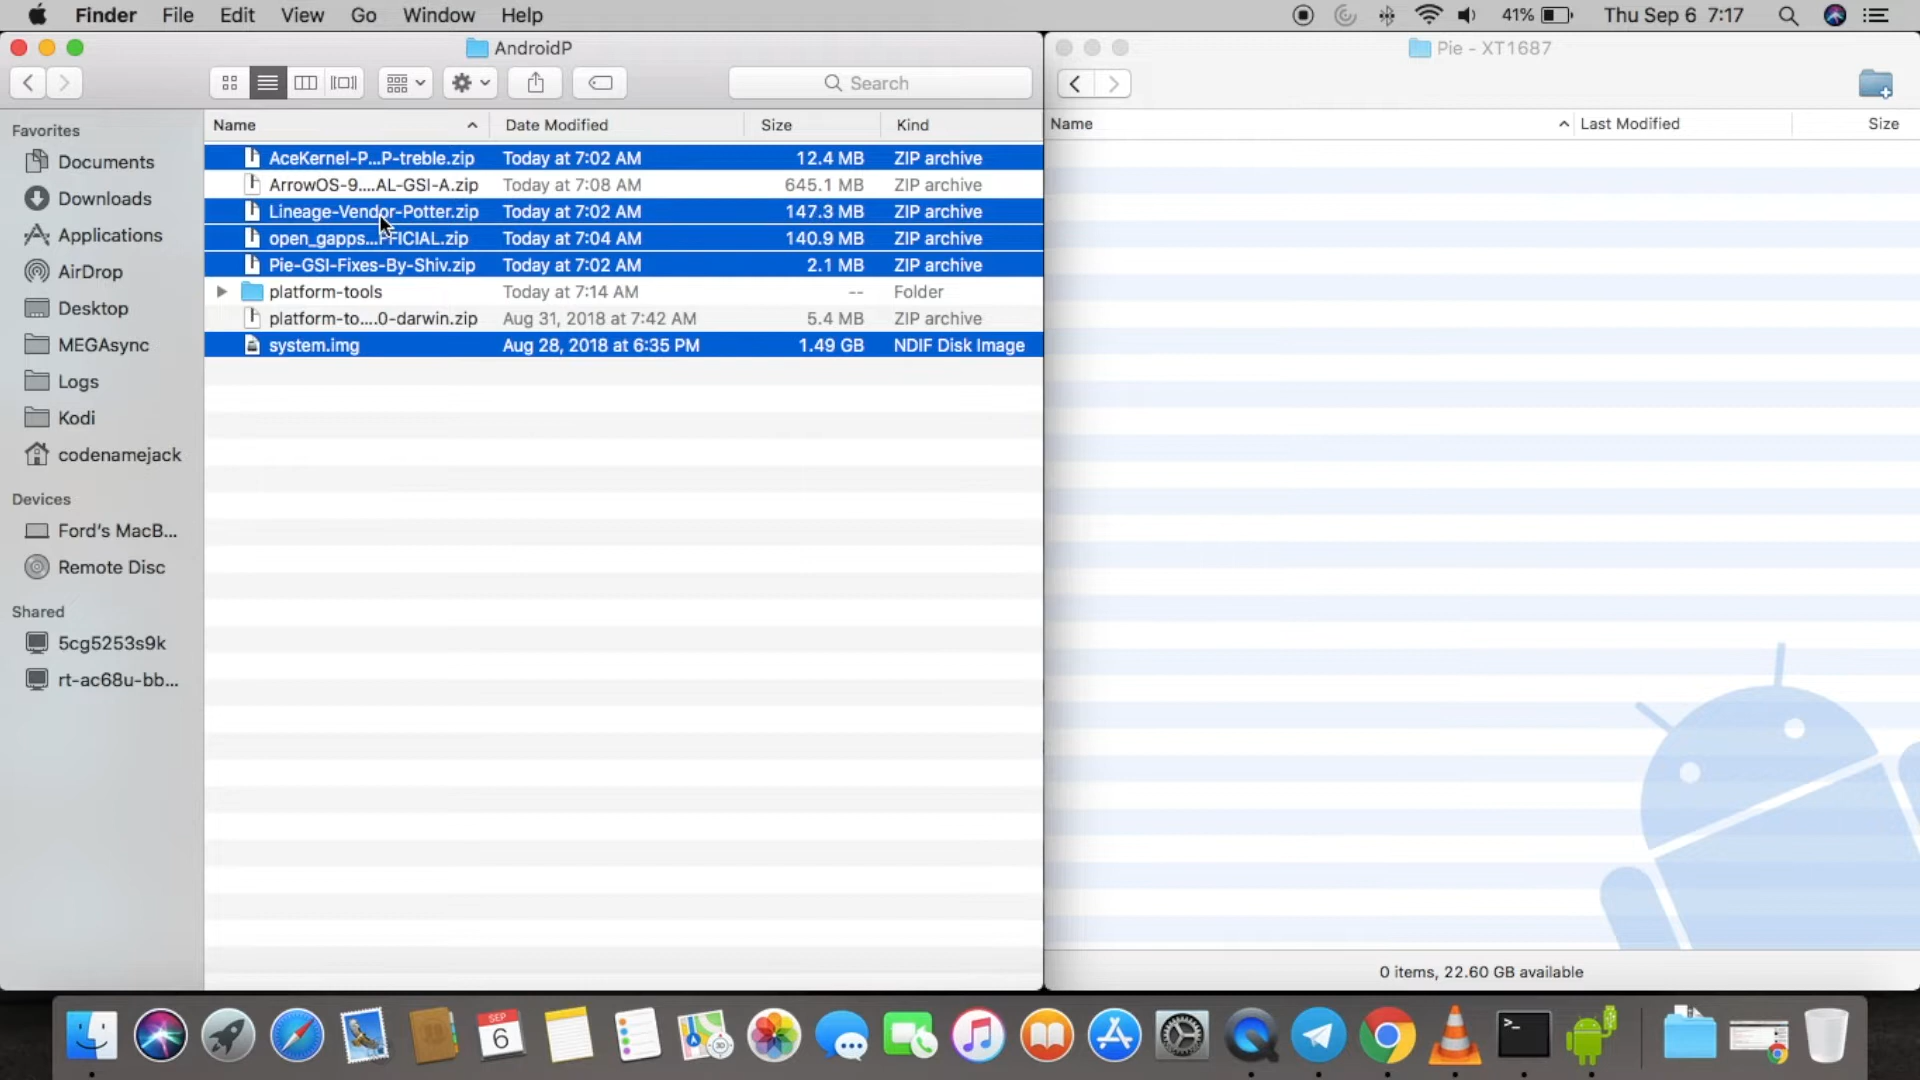 Finder File Edit View Go Window Help 41% Thu Sep 6 7:17
AndroidP
Search
Favorites
Documents
Downloads
Applications
AirDrop
Desktop
MEGAsync
Logs
Kodi
codenamejack
Devices
Ford's MacB...
Remote Disc
Shared
5cg5253s9k
rt-ac68u-bb...
Name Date Modified Size Kind
AceKernel-P...P-treble.zip Today at 7:02 AM 12.4 MB ZIP archive
ArrowOS-9....AL-GSI-A.zip Today at 7:08 AM 645.1 MB ZIP archive
Lineage-Vendor-Potter.zip Today at 7:02 AM 147.3 MB ZIP archive
open_gapps...FFICIAL.zip Today at 7:04 AM 140.9 MB ZIP archive
Pie-GSI-Fixes-By-Shiv.zip Today at 7:02 AM 2.1 MB ZIP archive
platform-tools Today at 7:14 AM -- Folder
platform-to....0-darwin.zip Aug 31, 2018 at 7:42 AM 5.4 MB ZIP archive
system.img Aug 28, 2018 at 6:35 PM 1.49 GB NDIF Disk Image
Pie - XT1687
Name Last Modified Size
0 items, 22.60 GB available
SEP
6